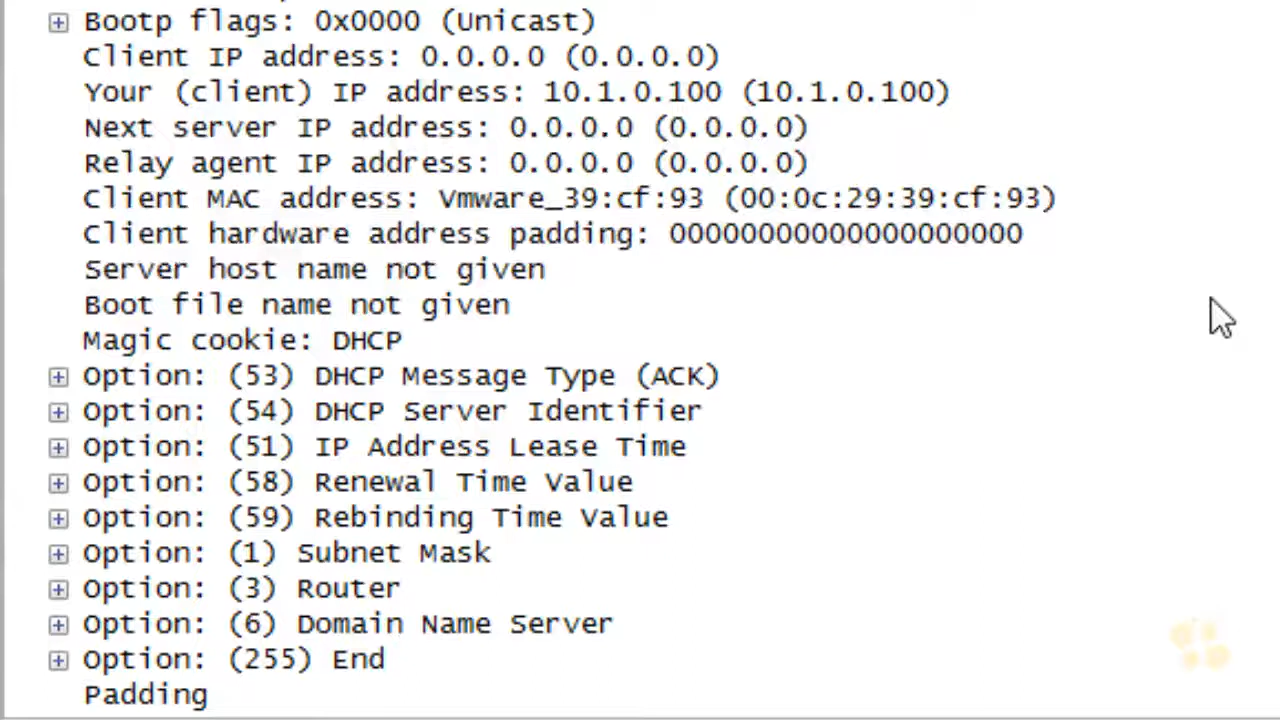 Bootp flags: 0x0000 (Unicast)
Client IP address: 0.0.0.0 (0.0.0.0)
Your (client) IP address: 10.1.0.100 (10.1.0.100)
Next server IP address: 0.0.0.0 (0.0.0.0)
Relay agent IP address: 0.0.0.0 (0.0.0.0)
Client MAC address: Vmware_39:cf:93 (00:0c:29:39:cf:93)
Client hardware address padding: 00000000000000000000
Server host name not given
Boot file name not given
Magic cookie: DHCP
Option: (53) DHCP Message Type (ACK)
Option: (54) DHCP Server Identifier
Option: (51) IP Address Lease Time
Option: (58) Renewal Time Value
Option: (59) Rebinding Time Value
Option: (1) Subnet Mask
Option: (3) Router
Option: (6) Domain Name Server
Option: (255) End
Padding